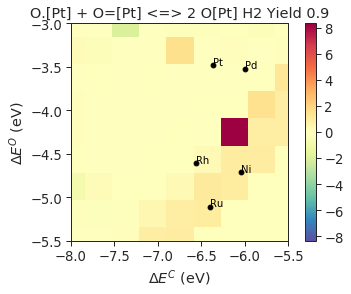 O.[Pt] + O=[Pt] <=> 2 O[Pt] H2 Yield 0.9
−3.0
−3.5
−4.0
−4.5
−5.0
−5.5
ΔE^O (eV)
Pt
Pd
Rh
Ni
Ru
−8.0 −7.5 −7.0 −6.5 −6.0 −5.5
ΔE^C (eV)
8
6
4
2
0
−2
−4
−6
−8